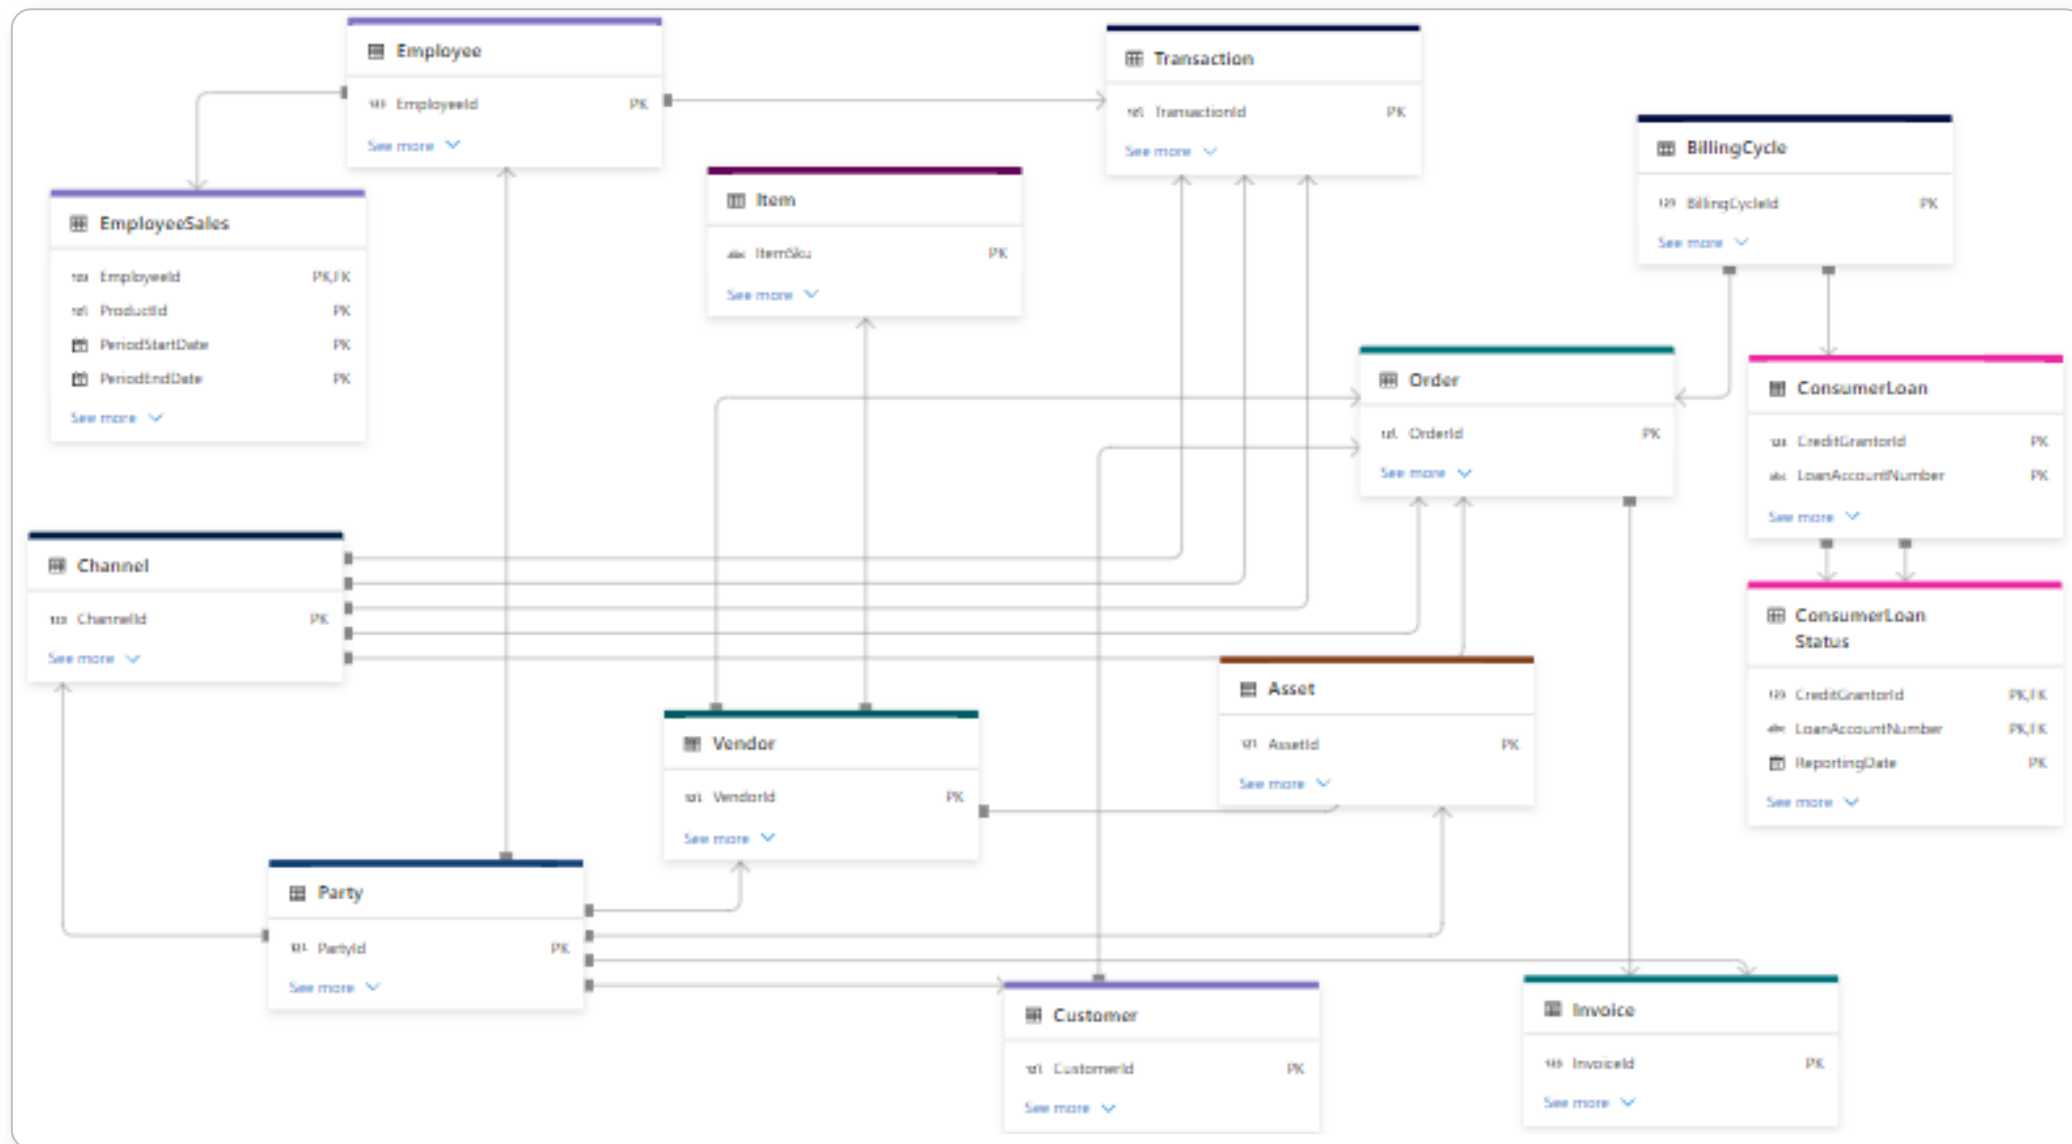 Employee
EmployeeId PK
See more
Transaction
TransactionId PK
See more
BillingCycle
BillingCycleId PK
See more
EmployeeSales
EmployeeId PK,FK
ProductId PK
PeriodStartDate PK
PeriodEndDate PK
See more
Item
ItemSku PK
See more
Order
OrderId PK
See more
ConsumerLoan
CreditGrantorId PK
LoanAccountNumber PK
See more
Channel
ChannelId PK
See more
ConsumerLoan
Status
CreditGrantorId PK,FK
LoanAccountNumber PK,FK
ReportingDate PK
See more
Vendor
VendorId PK
See more
Asset
AssetId PK
See more
Party
PartyId PK
See more
Customer
CustomerId PK
See more
Invoice
InvoiceId PK
See more